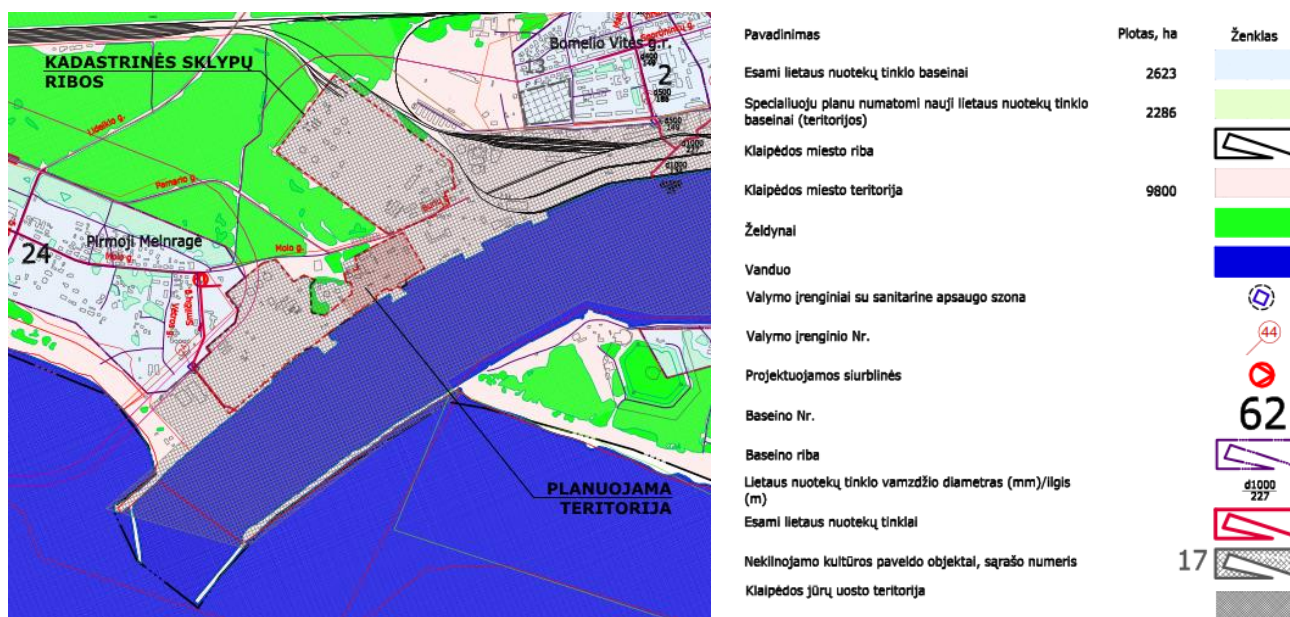 KADASTRINĖS SKLYPŲ
RIBOS
Bomelio Vitės g.r.
13
2
24
Pirmoji Melnragė
Molo g.
Molo g.
Pamario g.
PLANUOJAMA
TERITORIJA
Pavadinimas Plotas, ha Ženklas
Esami lietaus nuotekų tinklo baseinai 2623
Specialiuoju planu numatomi nauji lietaus nuotekų tinklo
baseinai (teritorijos) 2286
Klaipėdos miesto riba
Klaipėdos miesto teritorija 9800
Želdynai
Vanduo
Valymo įrenginiai su sanitarine apsaugo szona
Valymo įrenginio Nr. 44
Projektuojamos siurblinės
Baseino Nr. 62
Baseino riba
Lietaus nuotekų tinklo vamzdžio diametras (mm)/ilgis
(m)
d1000
227
Esami lietaus nuotekų tinklai
Nekilnojamo kultūros paveldo objektai, sąrašo numeris 17
Klaipėdos jūrų uosto teritorija